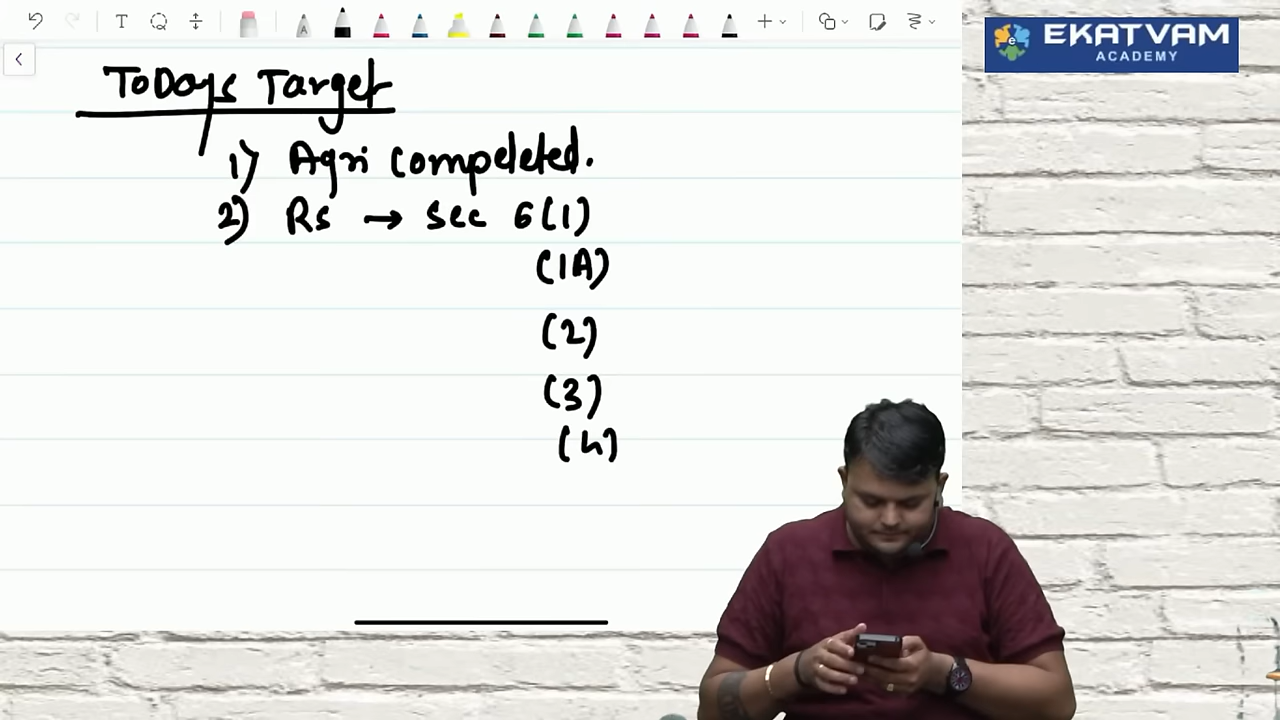 ToDays Target
1) Agri compeleted.
2) Rs → Sec 6(1)
(1A)
(2)
(3)
(4)
A
T
EKATVAM
ACADEMY
e